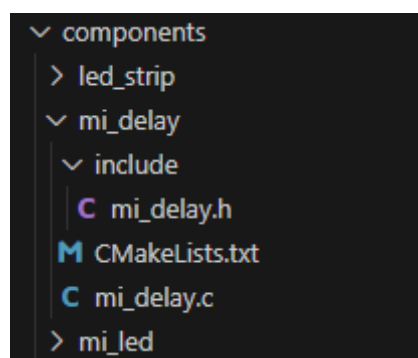 components
led_strip
mi_delay
include
C mi_delay.h
M CMakeLists.txt
C mi_delay.c
mi_led